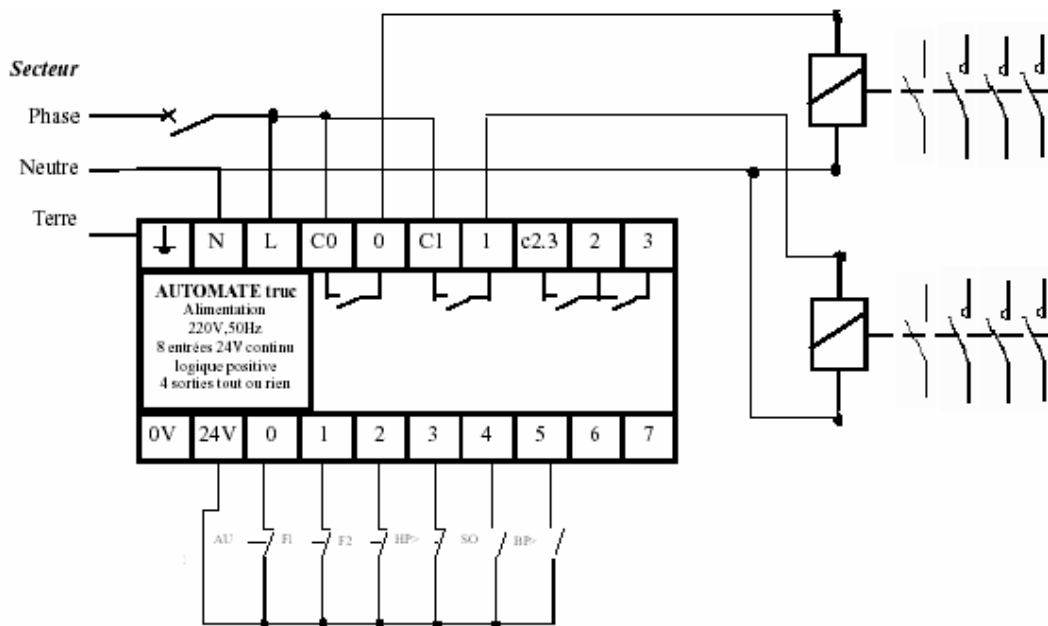 Secteur
Phase
Neutre
Terre
N L C0 0 C1 1 c2.3 2 3
AUTOMATE truc
Alimentation
220V,50Hz
8 entrées 24V continu
logique positive
4 sorties tout ou rien
0V 24V 0 1 2 3 4 5 6 7
AU F1 F2 HP> SO BP>